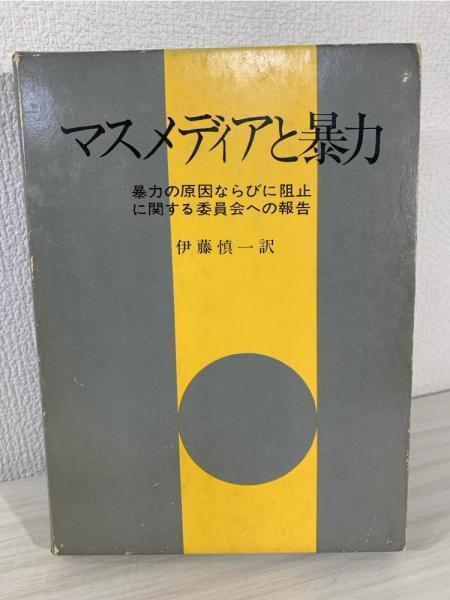 マスメディアと暴力
暴力の原因ならびに阻止
に関する委員会への報告
伊藤慎一訳